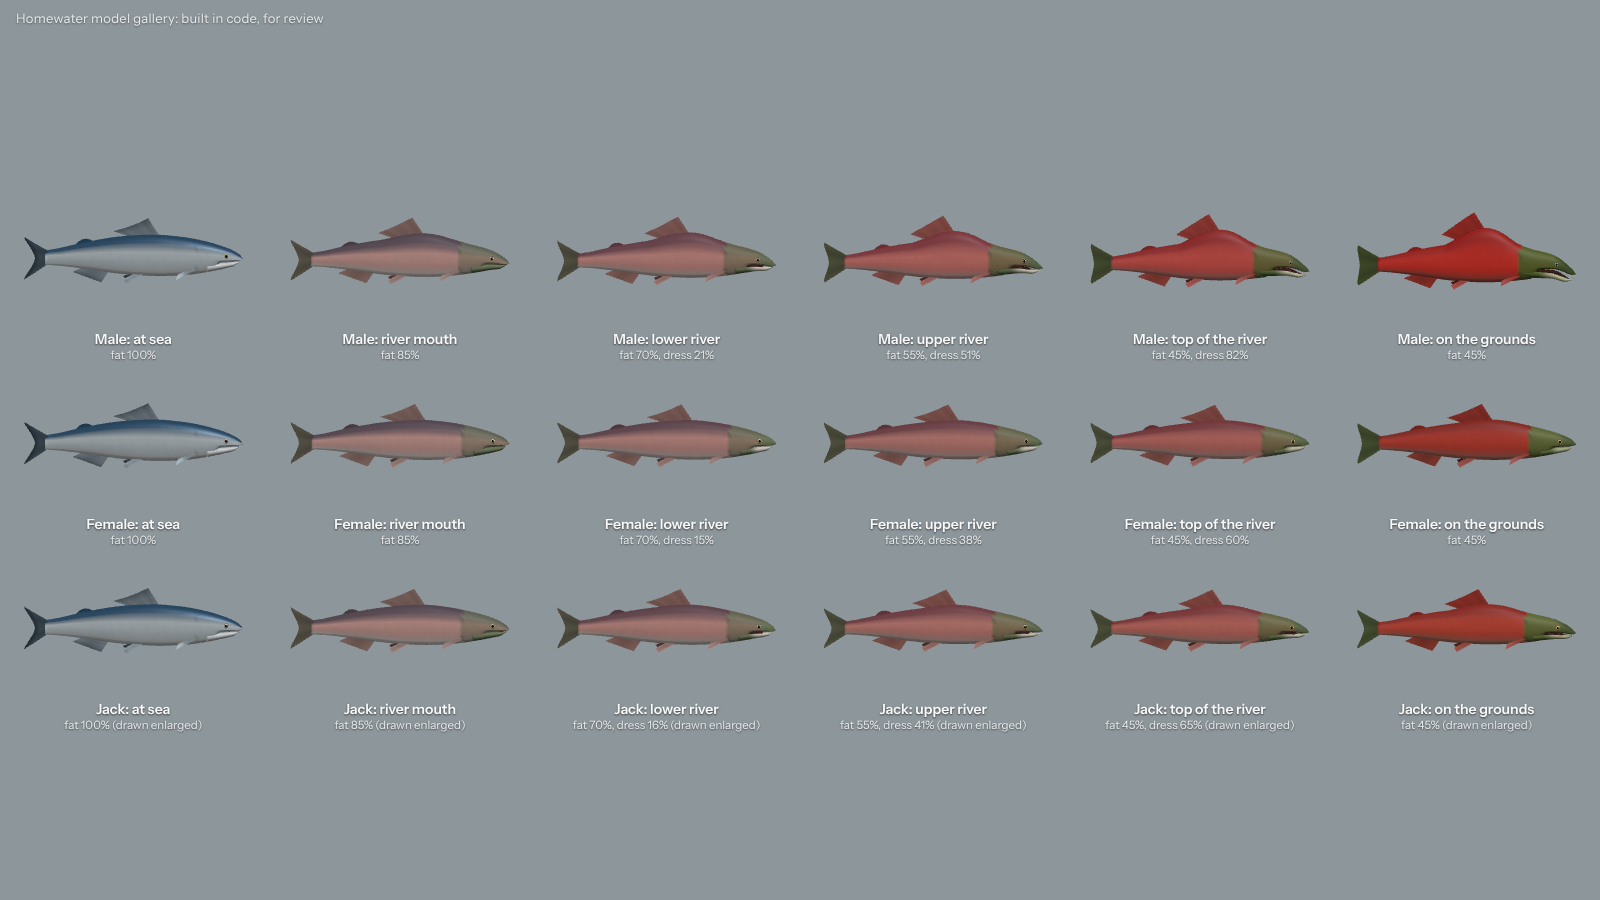 Homewater model gallery: built in code, for review
Male: at sea
fat 100%
Male: river mouth
fat 85%
Male: lower river
fat 70%, dress 21%
Male: upper river
fat 55%, dress 51%
Male: top of the river
fat 45%, dress 82%
Male: on the grounds
fat 45%
Female: at sea
fat 100%
Female: river mouth
fat 85%
Female: lower river
fat 70%, dress 15%
Female: upper river
fat 55%, dress 38%
Female: top of the river
fat 45%, dress 60%
Female: on the grounds
fat 45%
Jack: at sea
fat 100% (drawn enlarged)
Jack: river mouth
fat 85% (drawn enlarged)
Jack: lower river
fat 70%, dress 16% (drawn enlarged)
Jack: upper river
fat 55%, dress 41% (drawn enlarged)
Jack: top of the river
fat 45%, dress 65% (drawn enlarged)
Jack: on the grounds
fat 45% (drawn enlarged)